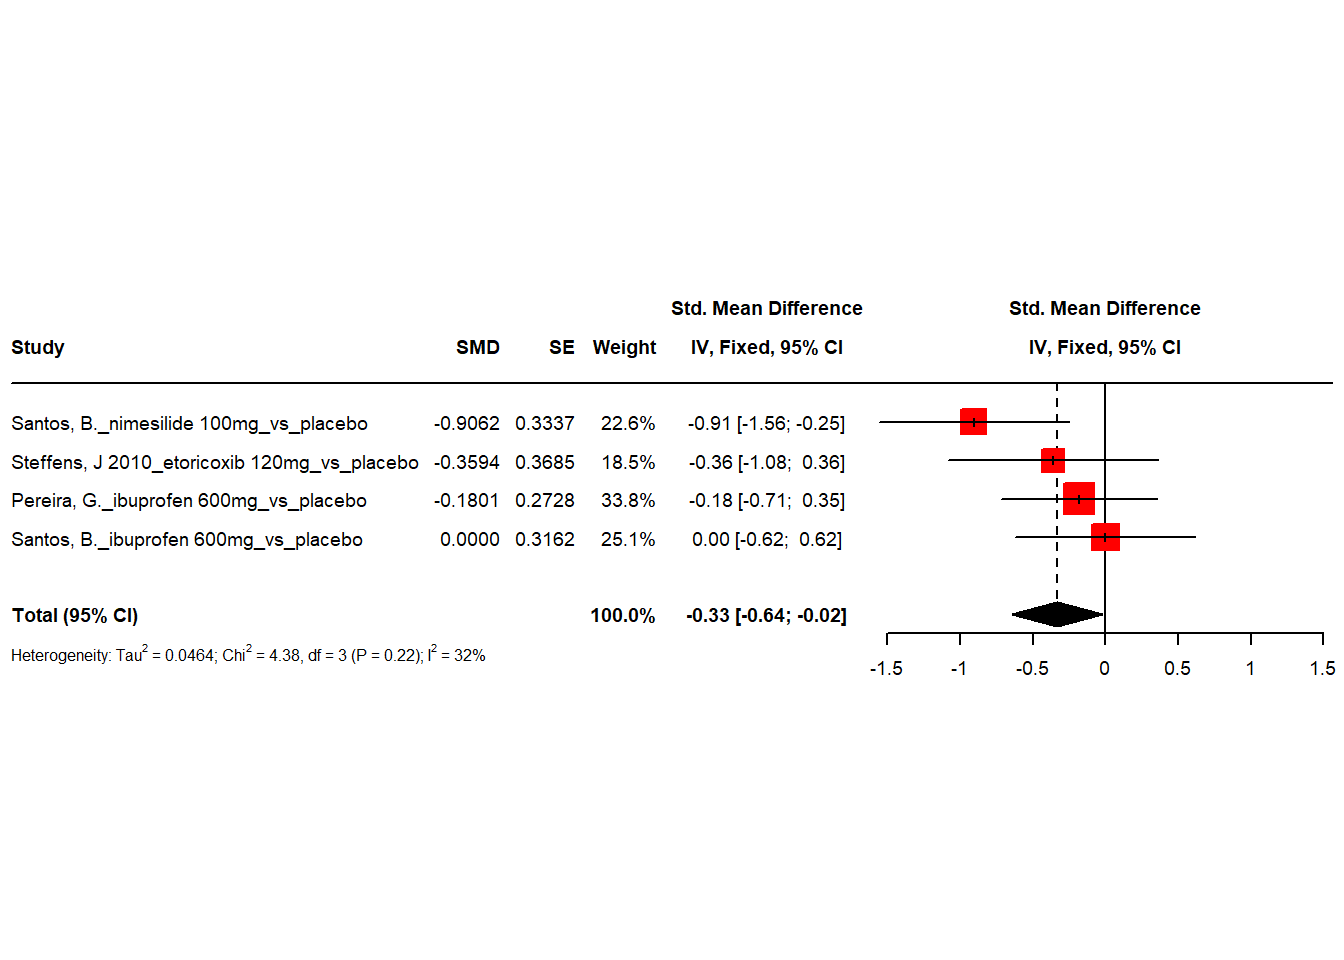 Std. Mean Difference Std. Mean Difference
Study SMD SE Weight IV, Fixed, 95% CI IV, Fixed, 95% CI
Santos, B._nimesilide 100mg_vs_placebo -0.9062 0.3337 22.6% -0.91 [-1.56; -0.25]
Steffens, J 2010_etoricoxib 120mg_vs_placebo -0.3594 0.3685 18.5% -0.36 [-1.08; 0.36]
Pereira, G._ibuprofen 600mg_vs_placebo -0.1801 0.2728 33.8% -0.18 [-0.71; 0.35]
Santos, B._ibuprofen 600mg_vs_placebo 0.0000 0.3162 25.1% 0.00 [-0.62; 0.62]
Total (95% CI) 100.0% -0.33 [-0.64; -0.02]
Heterogeneity: Tau² = 0.0464; Chi² = 4.38, df = 3 (P = 0.22); I² = 32%
-1.5 -1 -0.5 0 0.5 1 1.5